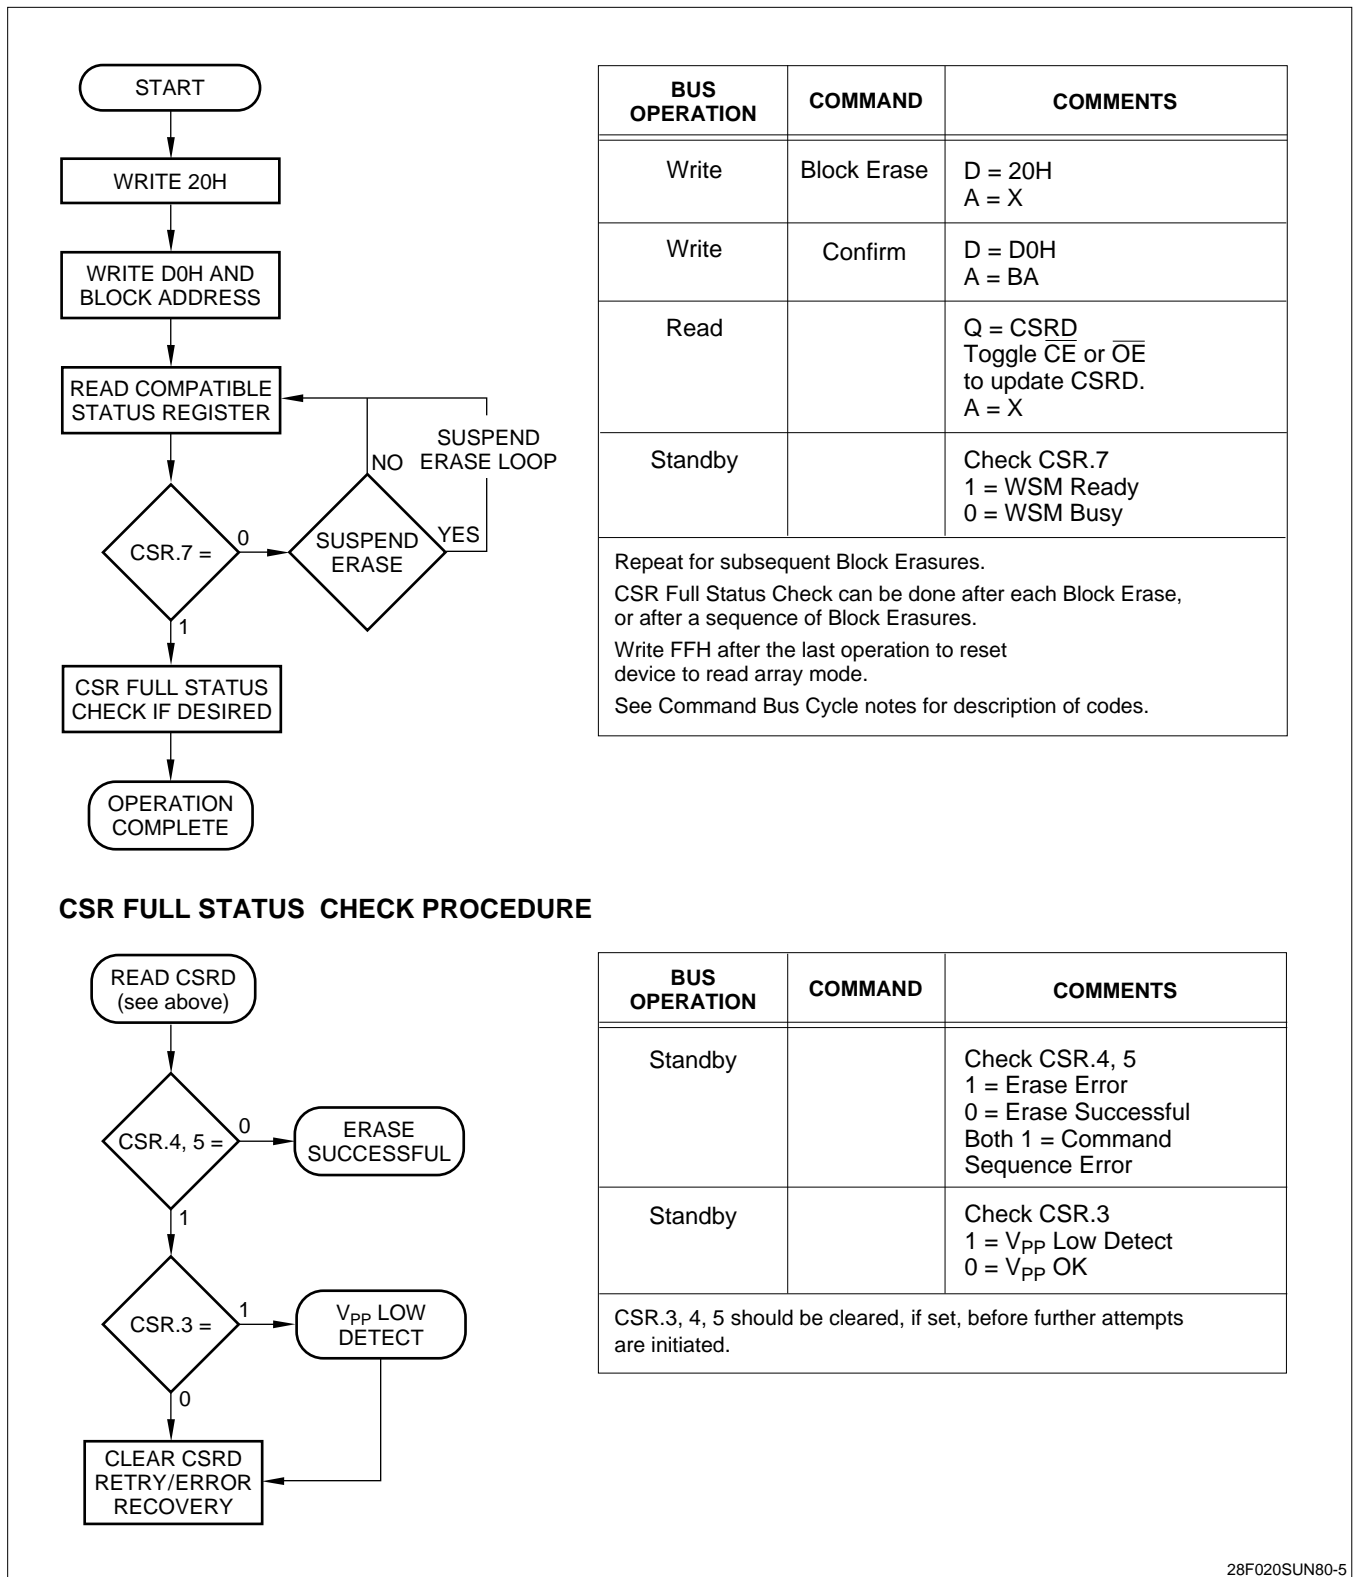 START
WRITE 20H
WRITE D0H AND
BLOCK ADDRESS
READ COMPATIBLE
STATUS REGISTER
SUSPEND
ERASE LOOP
NO
CSR.7 =
0
SUSPEND
ERASE
YES
1
CSR FULL STATUS
CHECK IF DESIRED
OPERATION
COMPLETE
BUS
OPERATION
COMMAND
COMMENTS
Write
Block Erase
D = 20H
A = X
Write
Confirm
D = D0H
A = BA
Read
Q = CSRD
Toggle C̅E̅ or O̅E̅
to update CSRD.
A = X
Standby
Check CSR.7
1 = WSM Ready
0 = WSM Busy
Repeat for subsequent Block Erasures.
CSR Full Status Check can be done after each Block Erase,
or after a sequence of Block Erasures.
Write FFH after the last operation to reset
device to read array mode.
See Command Bus Cycle notes for description of codes.
CSR FULL STATUS CHECK PROCEDURE
READ CSRD
(see above)
CSR.4, 5 =
0
ERASE
SUCCESSFUL
1
CSR.3 =
1
VPP LOW
DETECT
0
CLEAR CSRD
RETRY/ERROR
RECOVERY
BUS
OPERATION
COMMAND
COMMENTS
Standby
Check CSR.4, 5
1 = Erase Error
0 = Erase Successful
Both 1 = Command
Sequence Error
Standby
Check CSR.3
1 = VPP Low Detect
0 = VPP OK
CSR.3, 4, 5 should be cleared, if set, before further attempts
are initiated.
28F020SUN80-5